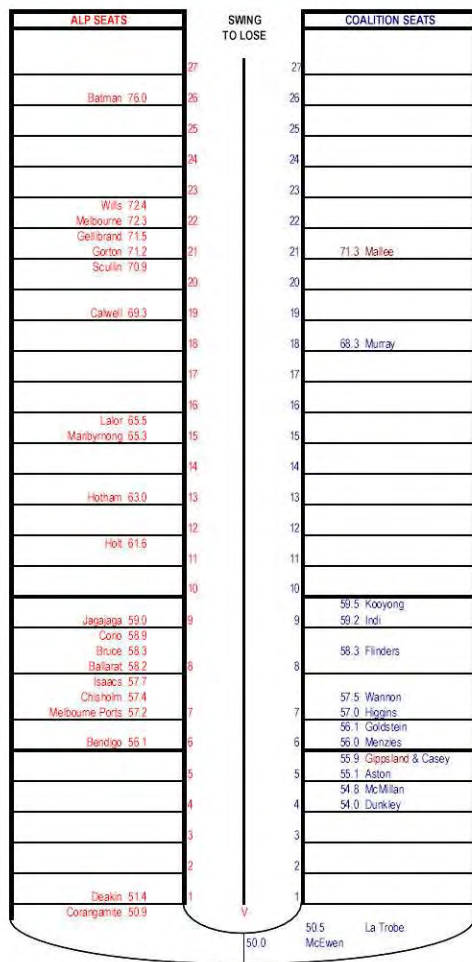 ALP SEATS SWING TO LOSE COALITION SEATS
27 27
Batman 76.0 26 26
25 25
24 24
23 23
Wills 72.4
Melbourne 72.3 22 22
Gellibrand 71.5
Gorton 71.2 21 21 71.3 Mallee
Scullin 70.9
20 20
Calwell 69.3 19 19
18 18 68.3 Murray
17 17
16 16
Lalor 65.5
Maribyrnong 65.3 15 15
14 14
Hotham 63.0 13 13
12 12
Holt 61.6
11 11
10 10
59.5 Kooyong
Jagajaga 59.0 9 9 59.2 Indi
Corio 58.9
Bruce 58.3 58.3 Flinders
Ballarat 58.2 8 8
Isaacs 57.7
Chisholm 57.4 57.5 Wannon
Melbourne Ports 57.2 7 7 57.0 Higgins
56.1 Goldstein
Bendigo 56.1 6 6 56.0 Menzies
55.9 Gippsland & Casey
5 5 55.1 Aston
54.8 McMillan
4 4 54.0 Dunkley
3 3
2 2
Deakin 51.4 1 1
Corangamite 50.9 V
50.5 La Trobe
50.0 McEwen